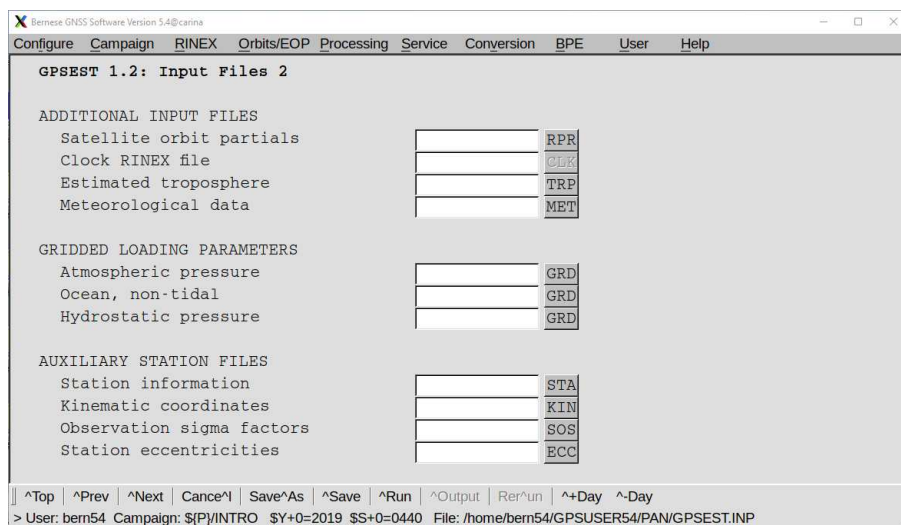 Bernese GNSS Software Version 5.4@carina
Configure Campaign RINEX Orbits/EOP Processing Service Conversion BPE User Help
GPSEST 1.2: Input Files 2
ADDITIONAL INPUT FILES
Satellite orbit partials RPR
Clock RINEX file CLK
Estimated troposphere TRP
Meteorological data MET
GRIDDED LOADING PARAMETERS
Atmospheric pressure GRD
Ocean, non-tidal GRD
Hydrostatic pressure GRD
AUXILIARY STATION FILES
Station information STA
Kinematic coordinates KIN
Observation sigma factors SOS
Station eccentricities ECC
^Top ^Prev ^Next Cance^l Save^As ^Save ^Run ^Output Rer^un ^+Day ^-Day
> User: bern54 Campaign: ${P}/INTRO $Y+0=2019 $S+0=0440 File: /home/bern54/GPSUSER54/PAN/GPSEST.INP